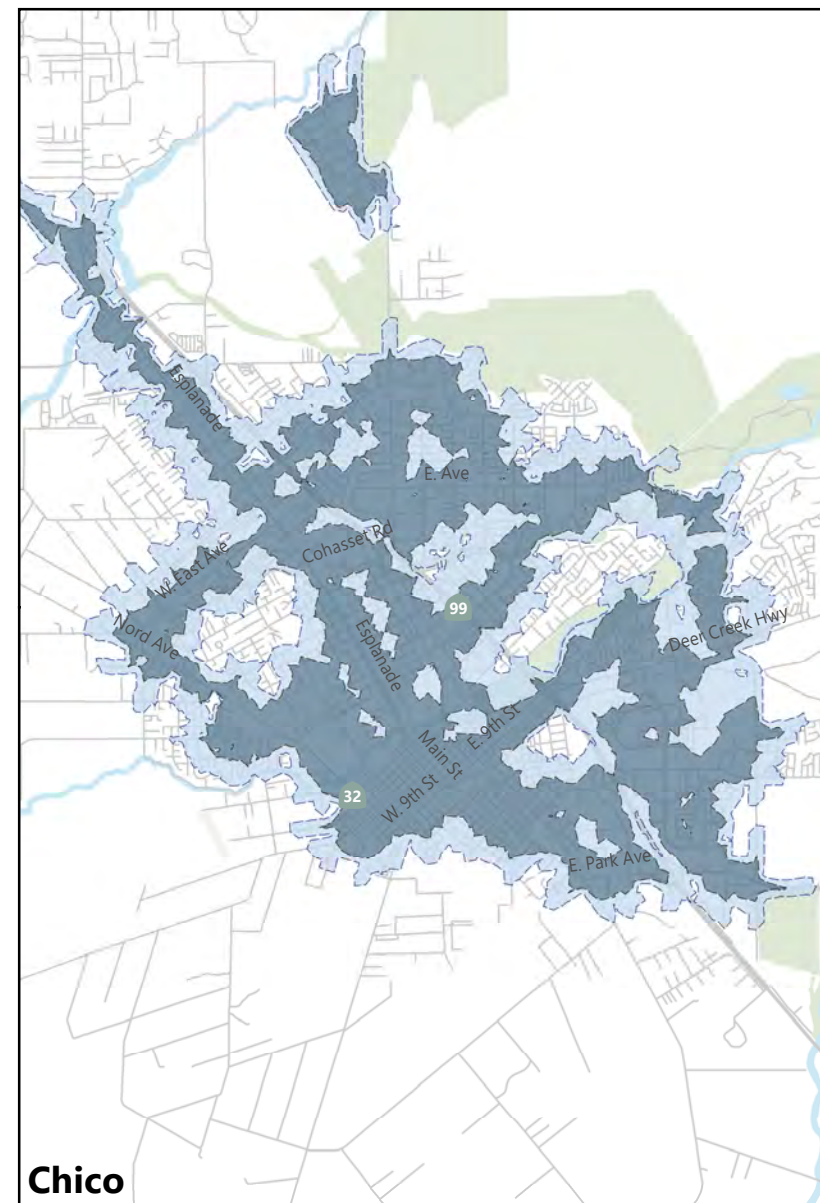 Esplanade
E. Ave
Cohasset Rd
W. East Ave
99
Nord Ave
Deer Creek Hwy
Esplanade
E. 9th St
Main St
32
W. 9th St
E. Park Ave
Chico